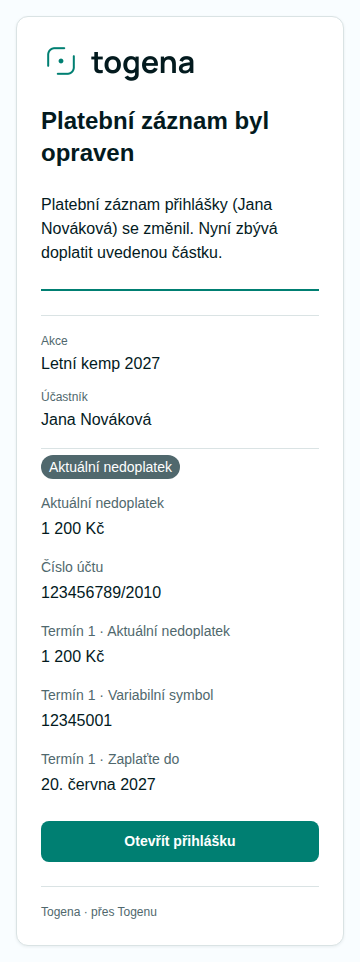 togena
Platební záznam byl
opraven
Platební záznam přihlášky (Jana
Nováková) se změnil. Nyní zbývá
doplatit uvedenou částku.
Akce
Letní kemp 2027
Účastník
Jana Nováková
Aktuální nedoplatek
Aktuální nedoplatek
1 200 Kč
Číslo účtu
123456789/2010
Termín 1 · Aktuální nedoplatek
1 200 Kč
Termín 1 · Variabilní symbol
12345001
Termín 1 · Zaplaťte do
20. června 2027
Otevřít přihlášku
Togena · přes Togenu